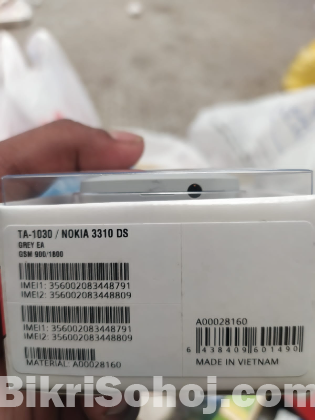 TA-1030 / NOKIA 3310 DS
GREY EA
GSM 900/1800
IMEI1: 356002083448791
IMEI2: 356002083448809
IMEI1: 356002083448791
IMEI2: 356002083448809
MATERIAL: A00028160
A00028160
6 438409 601490
MADE IN VIETNAM
BikriSohoj.com